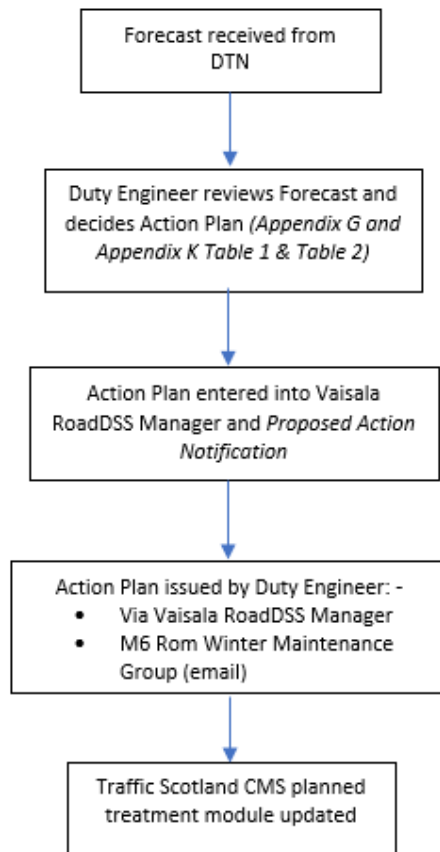 Forecast received from
DTN
Duty Engineer reviews Forecast and
decides Action Plan (Appendix G and
Appendix K Table 1 & Table 2)
Action Plan entered into Vaisala
RoadDSS Manager and Proposed Action
Notification
Action Plan issued by Duty Engineer: -
• Via Vaisala RoadDSS Manager
• M6 Rom Winter Maintenance
Group (email)
Traffic Scotland CMS planned
treatment module updated